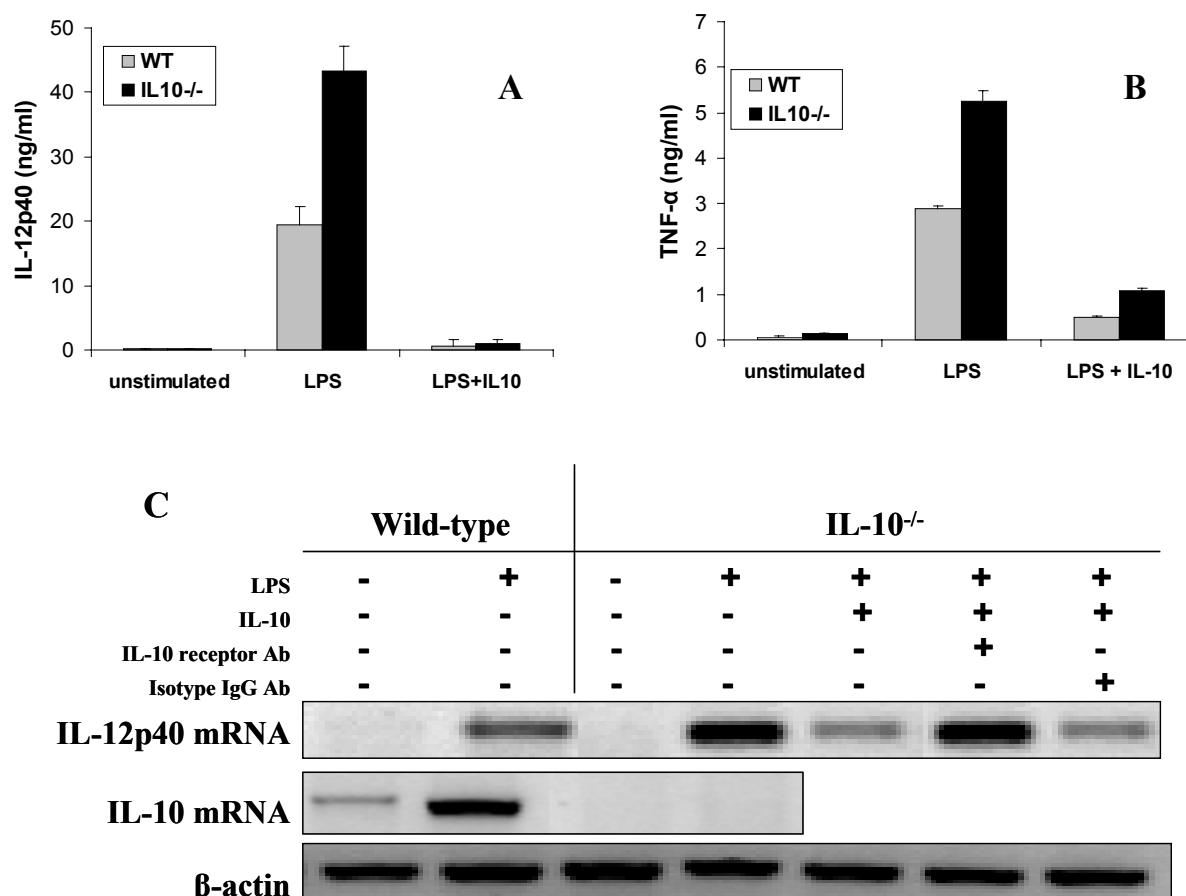 50
40
30
20
10
0
IL-12p40 (ng/ml)
WT
IL10-/-
A
unstimulated
LPS
LPS+IL10
7
6
5
4
3
2
1
0
TNF-α (ng/ml)
WT
IL10-/-
B
unstimulated
LPS
LPS + IL-10
C
Wild-type
IL-10-/-
LPS - + - + + + +
IL-10 - - - - + + +
IL-10 receptor Ab - - - - - + -
Isotype IgG Ab - - - - - - +
IL-12p40 mRNA
IL-10 mRNA
ß-actin